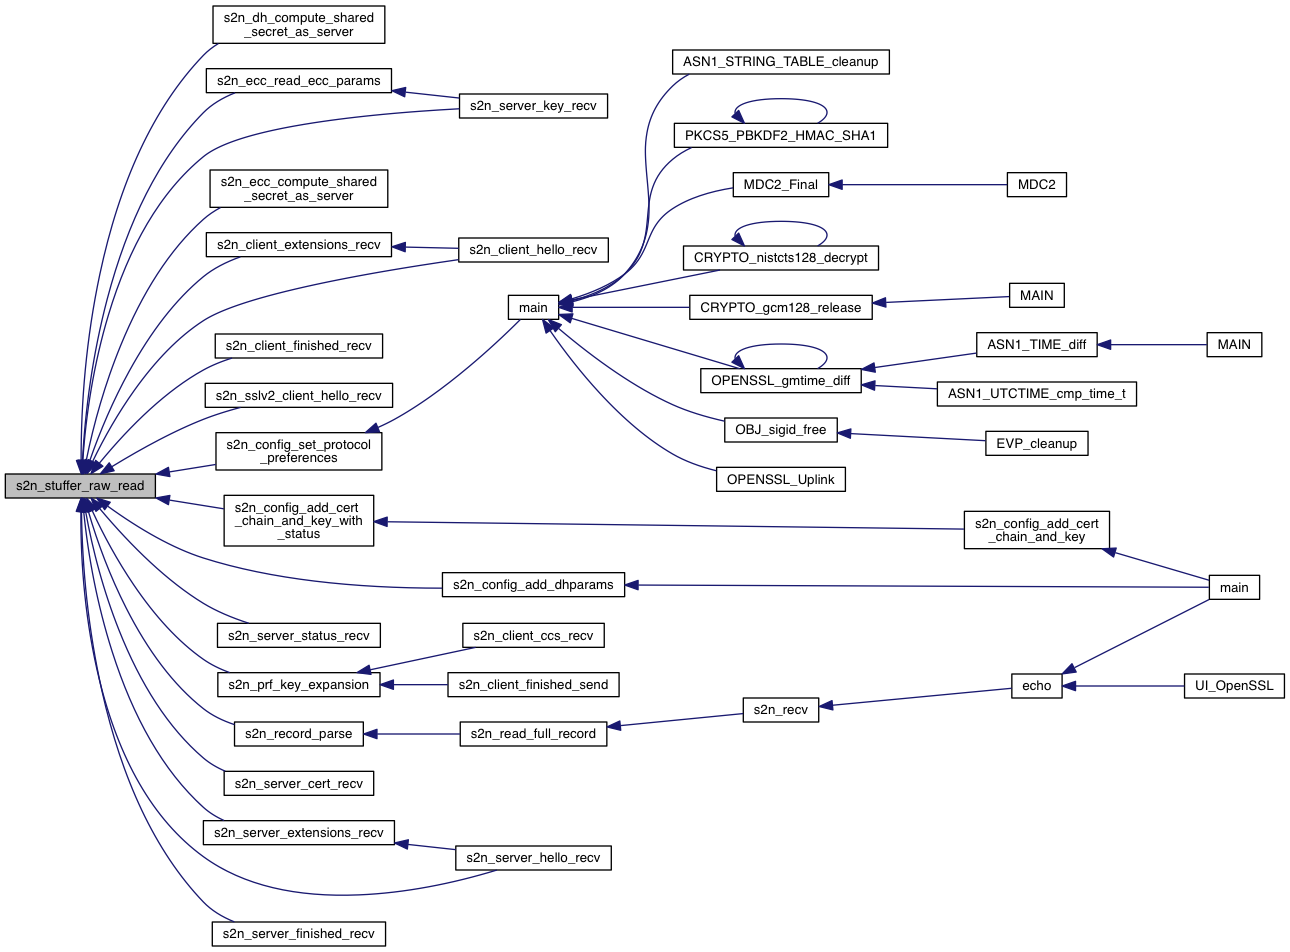 s2n_dh_compute_shared
_secret_as_server
s2n_ecc_read_ecc_params
s2n_server_key_recv
s2n_ecc_compute_shared
_secret_as_server
s2n_client_extensions_recv
s2n_client_hello_recv
s2n_client_finished_recv
s2n_sslv2_client_hello_recv
s2n_config_set_protocol
_preferences
s2n_stuffer_raw_read
s2n_config_add_cert
_chain_and_key_with
_status
s2n_config_add_dhparams
s2n_server_status_recv
s2n_prf_key_expansion
s2n_client_ccs_recv
s2n_client_finished_send
s2n_record_parse
s2n_read_full_record
s2n_recv
s2n_server_cert_recv
s2n_server_extensions_recv
s2n_server_hello_recv
s2n_server_finished_recv
main
ASN1_STRING_TABLE_cleanup
PKCS5_PBKDF2_HMAC_SHA1
MDC2_Final
MDC2
CRYPTO_nistcts128_decrypt
CRYPTO_gcm128_release
MAIN
OPENSSL_gmtime_diff
ASN1_TIME_diff
MAIN
ASN1_UTCTIME_cmp_time_t
OBJ_sigid_free
EVP_cleanup
OPENSSL_Uplink
s2n_config_add_cert
_chain_and_key
main
echo
UI_OpenSSL